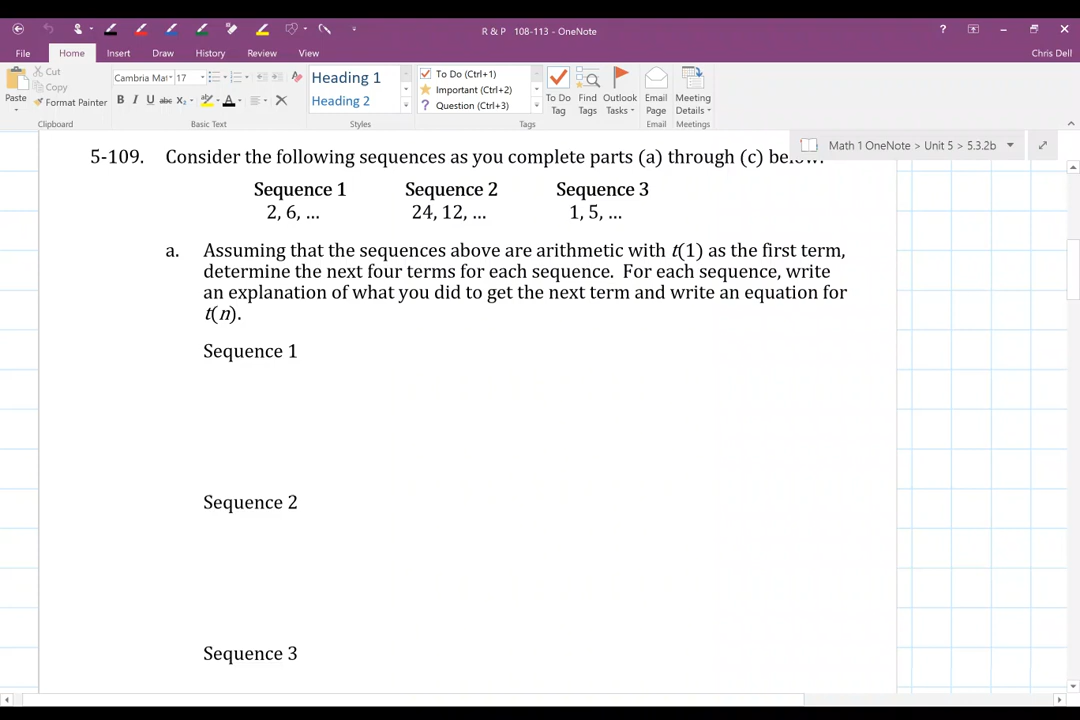 R & P 108-113 - OneNote
?
File Home Insert Draw History Review View Chris Dell
Paste
Cut
Copy
Format Painter
Clipboard
Cambria Mat 17
B I U abc X₂ A
Basic Text
Heading 1
Heading 2
Styles
To Do (Ctrl+1)
Important (Ctrl+2)
? Question (Ctrl+3)
To Do Tag
Find Tags
Outlook Tasks
Tags
Email Page
Email
Meeting Details
Meetings
Math 1 OneNote > Unit 5 > 5.3.2b
5-109. Consider the following sequences as you complete parts (a) through (c)
Sequence 1 Sequence 2 Sequence 3
2, 6, ... 24, 12, ... 1, 5, ...
a. Assuming that the sequences above are arithmetic with t(1) as the first term,
determine the next four terms for each sequence. For each sequence, write
an explanation of what you did to get the next term and write an equation for
t(n).
Sequence 1
Sequence 2
Sequence 3